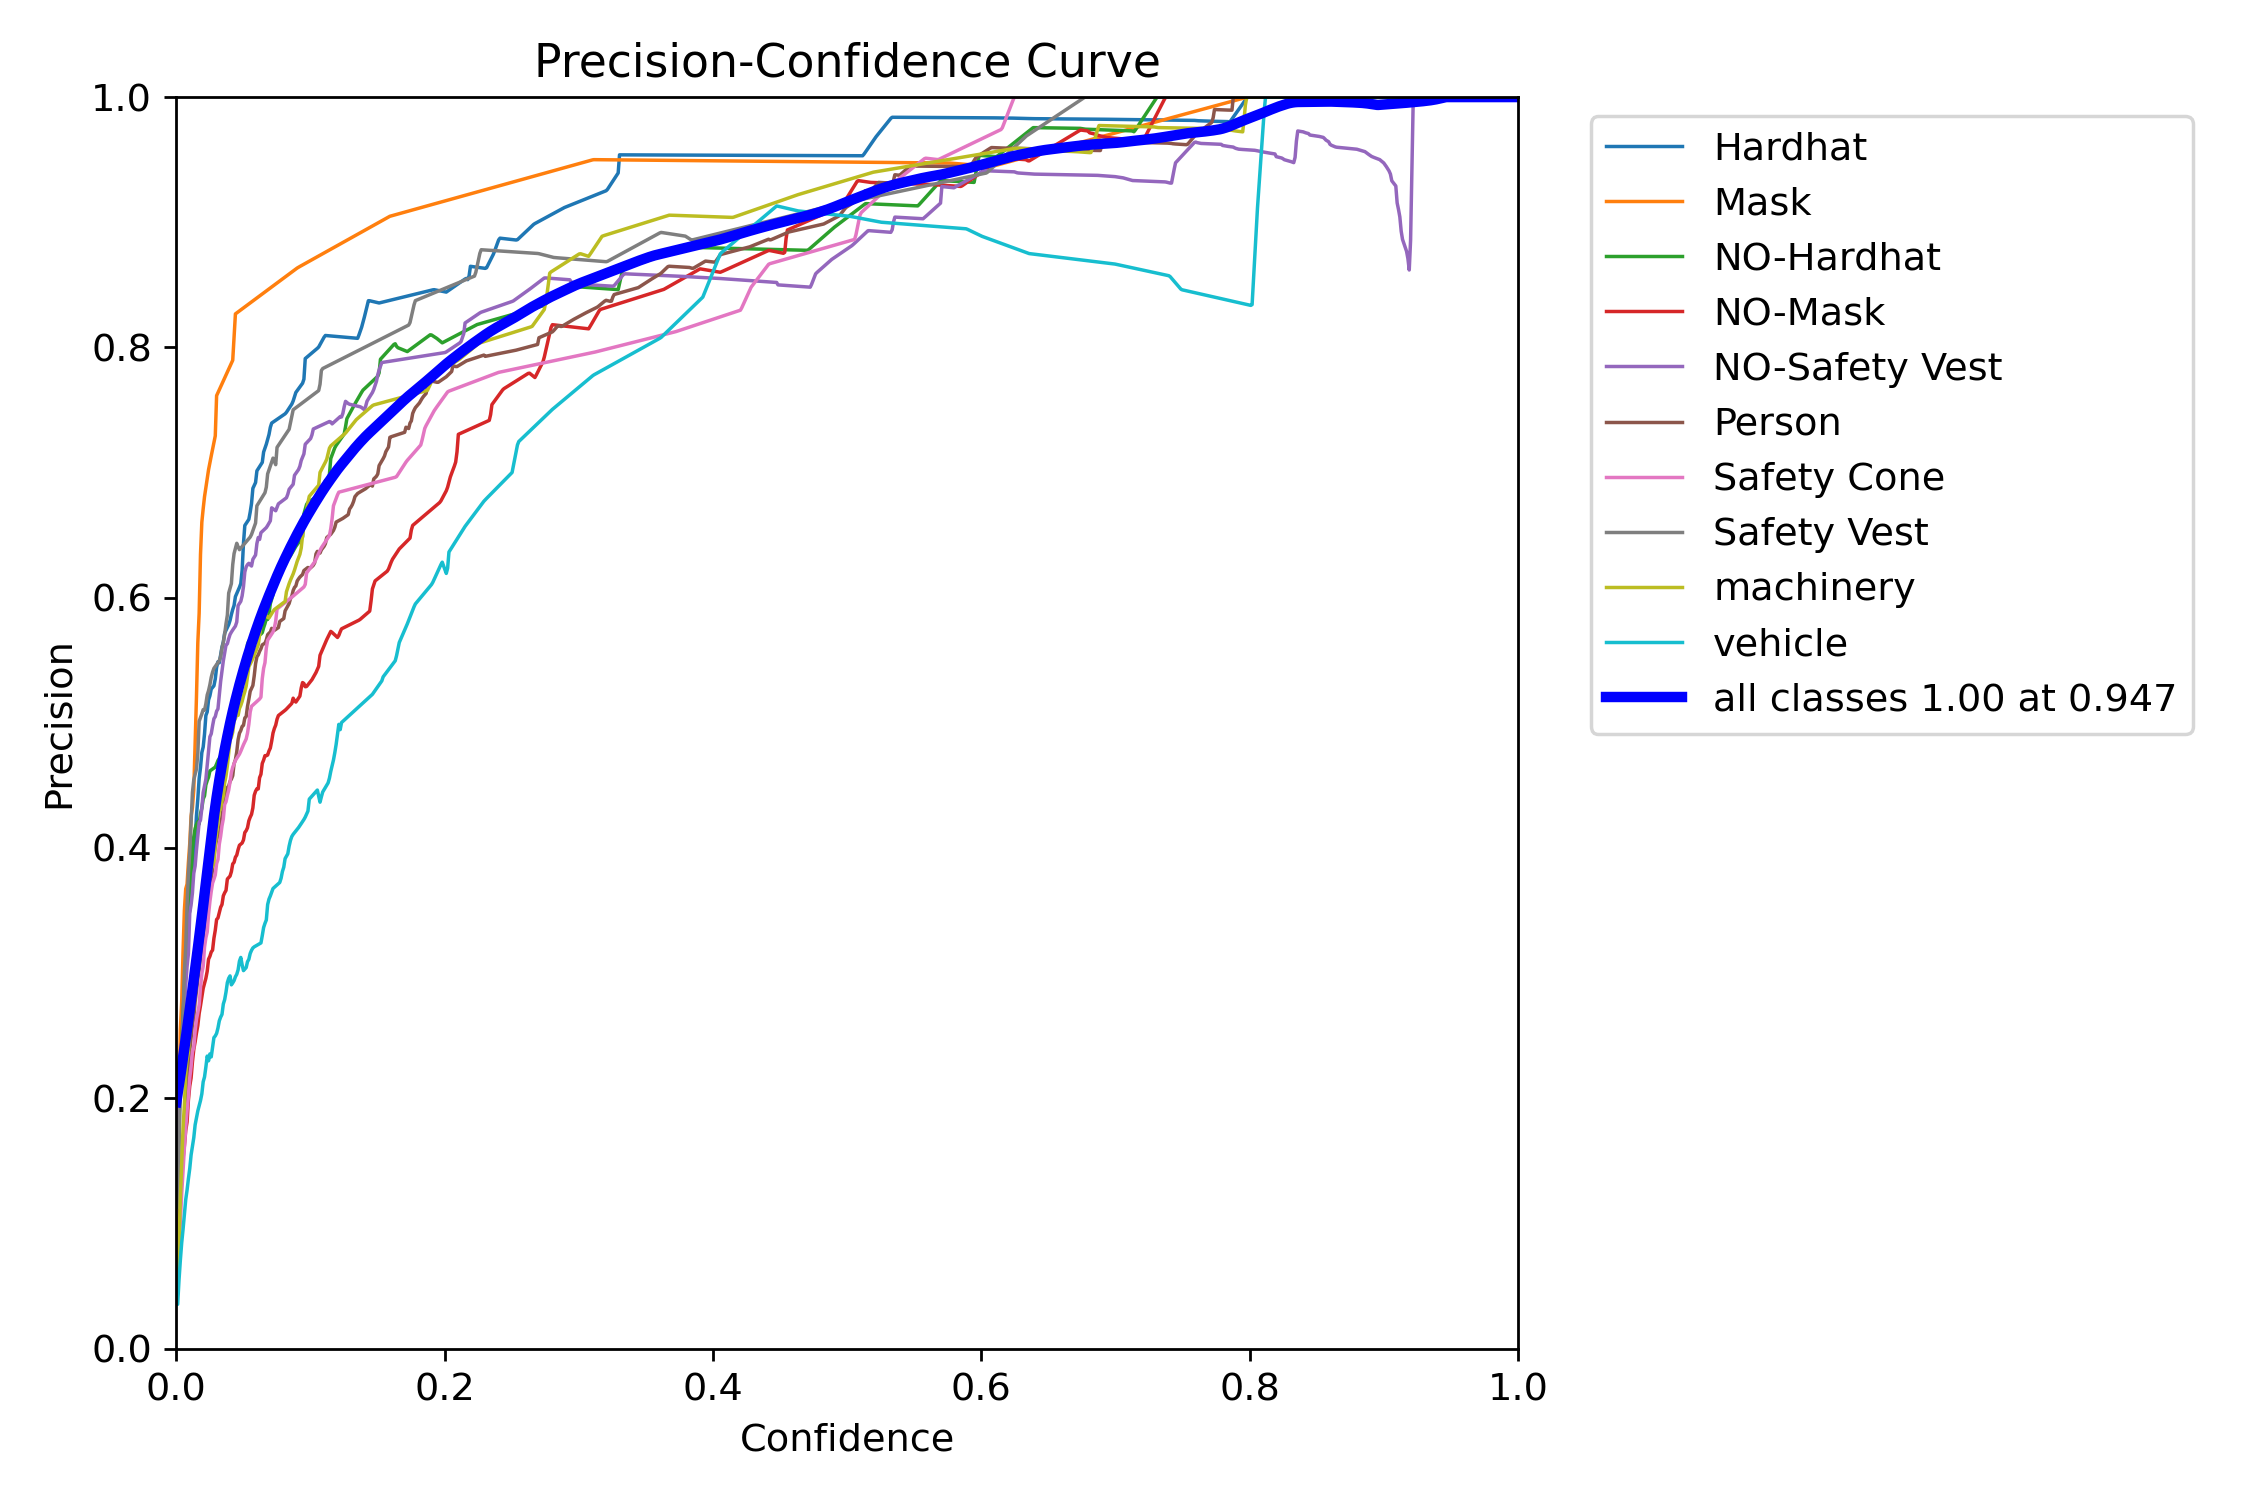 Precision-Confidence Curve
1.0
0.8
0.6
0.4
0.2
0.0
Precision
0.0 0.2 0.4 0.6 0.8 1.0
Confidence
Hardhat
Mask
NO-Hardhat
NO-Mask
NO-Safety Vest
Person
Safety Cone
Safety Vest
machinery
vehicle
all classes 1.00 at 0.947